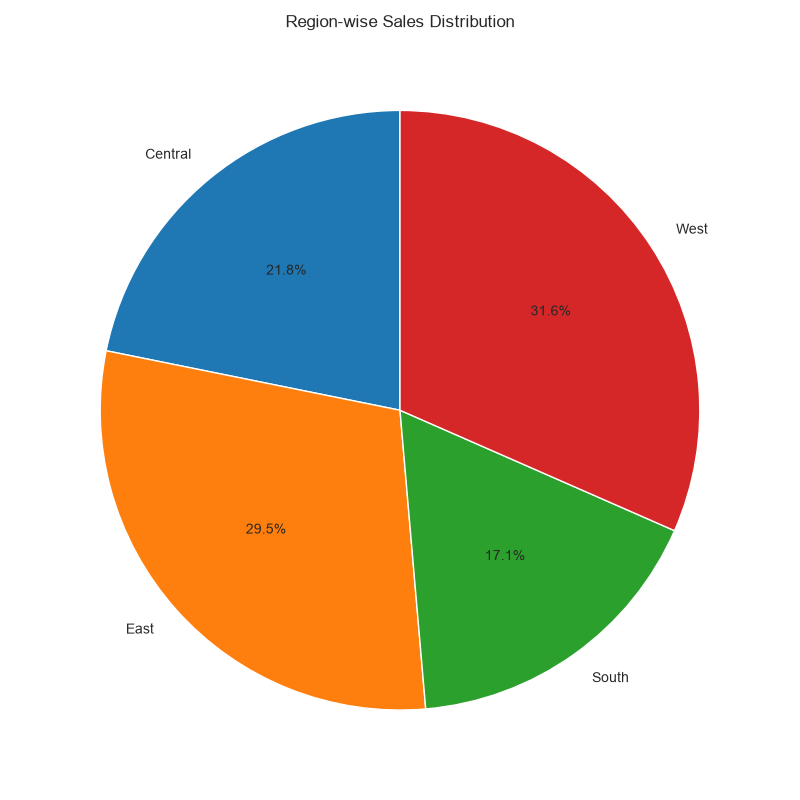 Region-wise Sales Distribution
Central
West
21.8%
31.6%
29.5%
17.1%
East
South